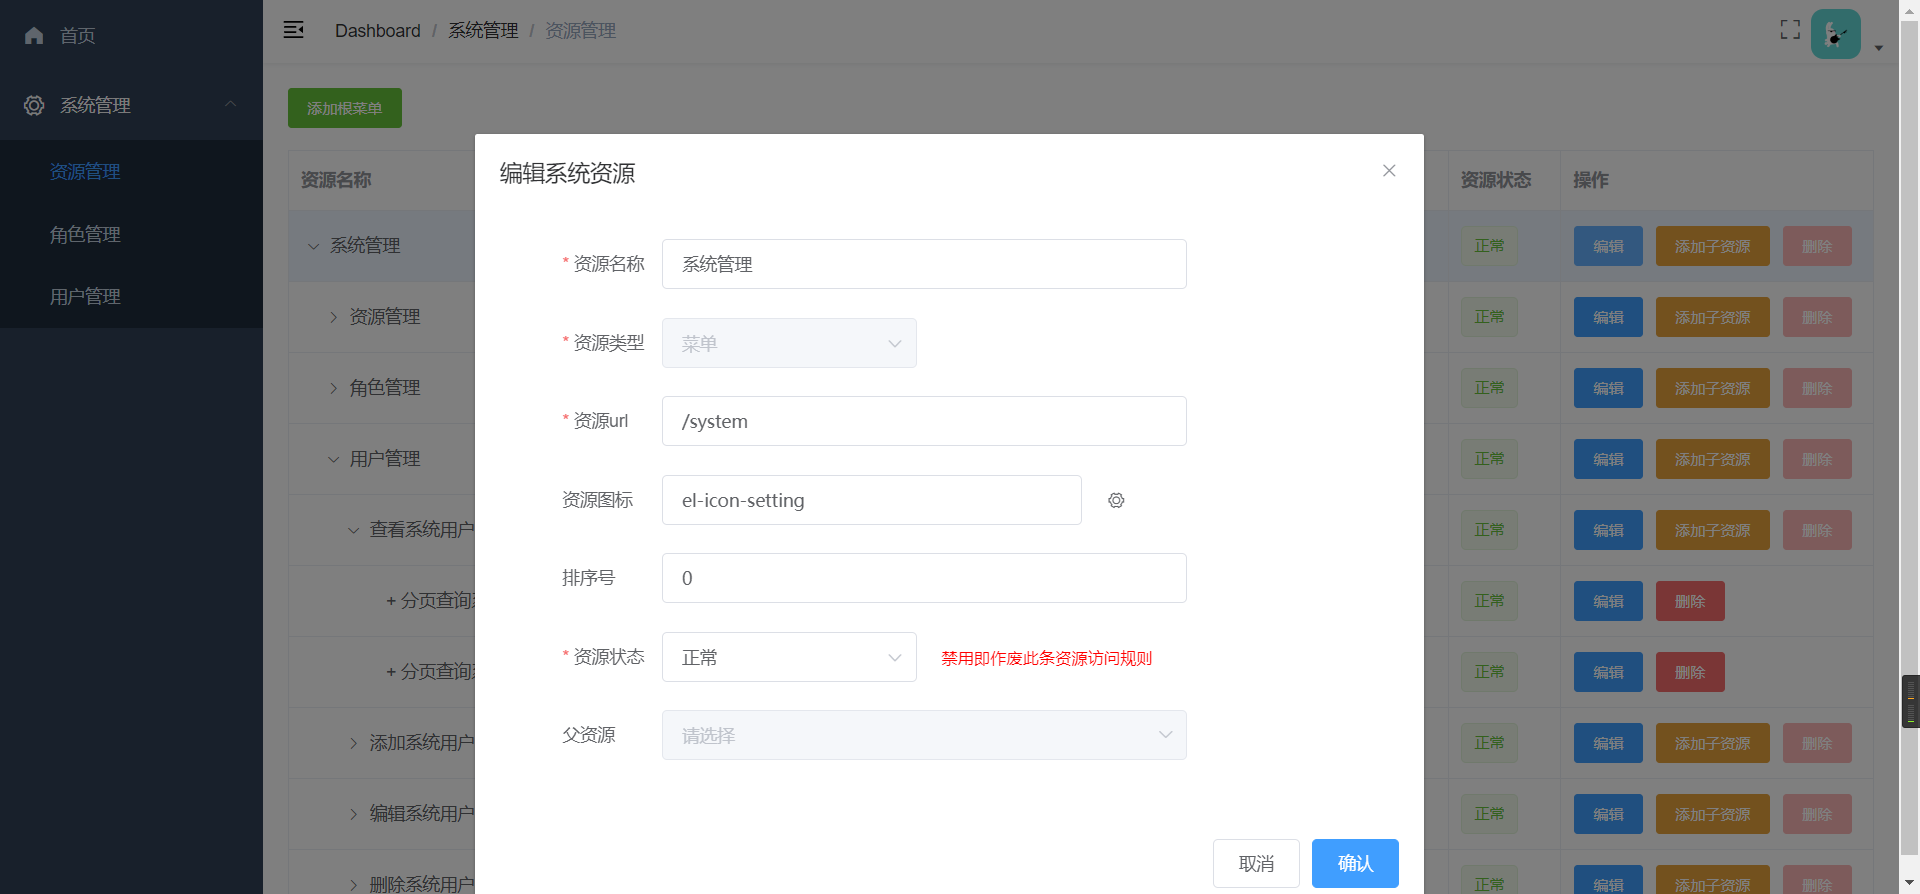 首页
Dashboard / 系统管理 / 资源管理
系统管理
资源管理
角色管理
用户管理
添加根菜单
资源名称
资源状态
操作
系统管理
正常
编辑
添加子资源
删除
资源管理
正常
编辑
添加子资源
删除
角色管理
正常
编辑
添加子资源
删除
用户管理
正常
编辑
添加子资源
删除
查看系统用户
正常
编辑
添加子资源
删除
+ 分页查询
正常
编辑
删除
+ 分页查询
正常
编辑
删除
添加系统用户
正常
编辑
添加子资源
删除
编辑系统用户
正常
编辑
添加子资源
删除
删除系统用户
正常
编辑
添加子资源
删除
编辑系统资源
* 资源名称
系统管理
* 资源类型
菜单
* 资源url
/system
资源图标
el-icon-setting
排序号
0
* 资源状态
正常
禁用即作废此条资源访问规则
父资源
请选择
取消
确认